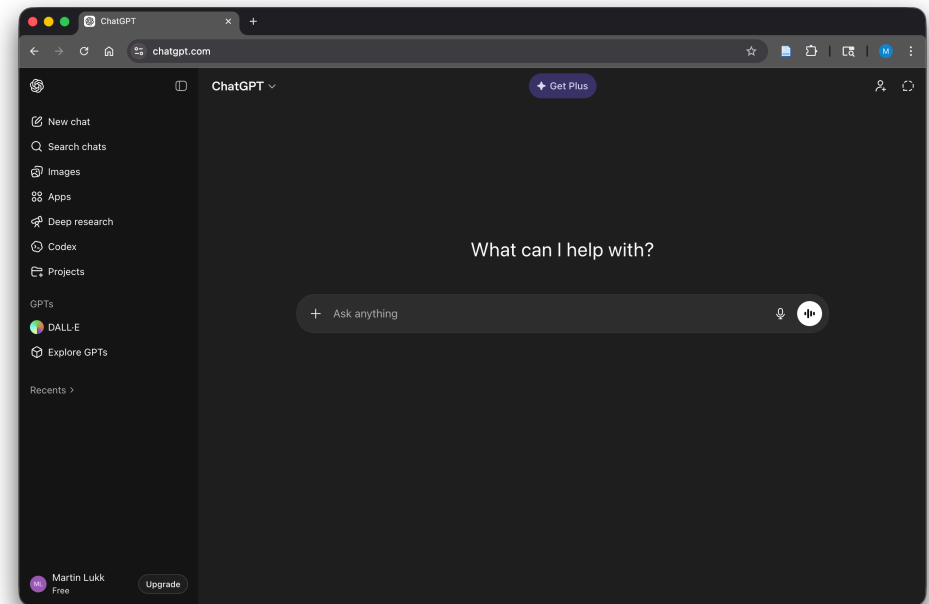 ChatGPT
chatgpt.com
M
ChatGPT
Get Plus
New chat
Search chats
Images
Apps
Deep research
Codex
Projects
GPTs
DALL·E
Explore GPTs
Recents
What can I help with?
Ask anything
ML
Martin Lukk
Free
Upgrade